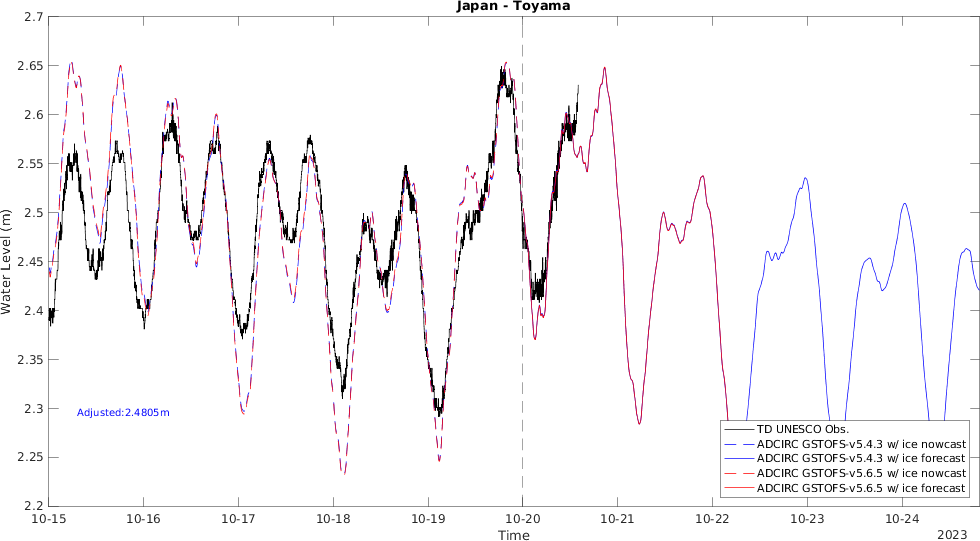 Japan - Toyama
2.7
2.65
2.6
2.55
2.5
2.45
2.4
2.35
2.3
2.25
2.2
Water Level (m)
Adjusted:2.4805m
TD UNESCO Obs.
ADCIRC GSTOFS-v5.4.3 w/ ice nowcast
ADCIRC GSTOFS-v5.4.3 w/ ice forecast
ADCIRC GSTOFS-v5.6.5 w/ ice nowcast
ADCIRC GSTOFS-v5.6.5 w/ ice forecast
10-15 10-16 10-17 10-18 10-19 10-20 10-21 10-22 10-23 10-24
Time
2023